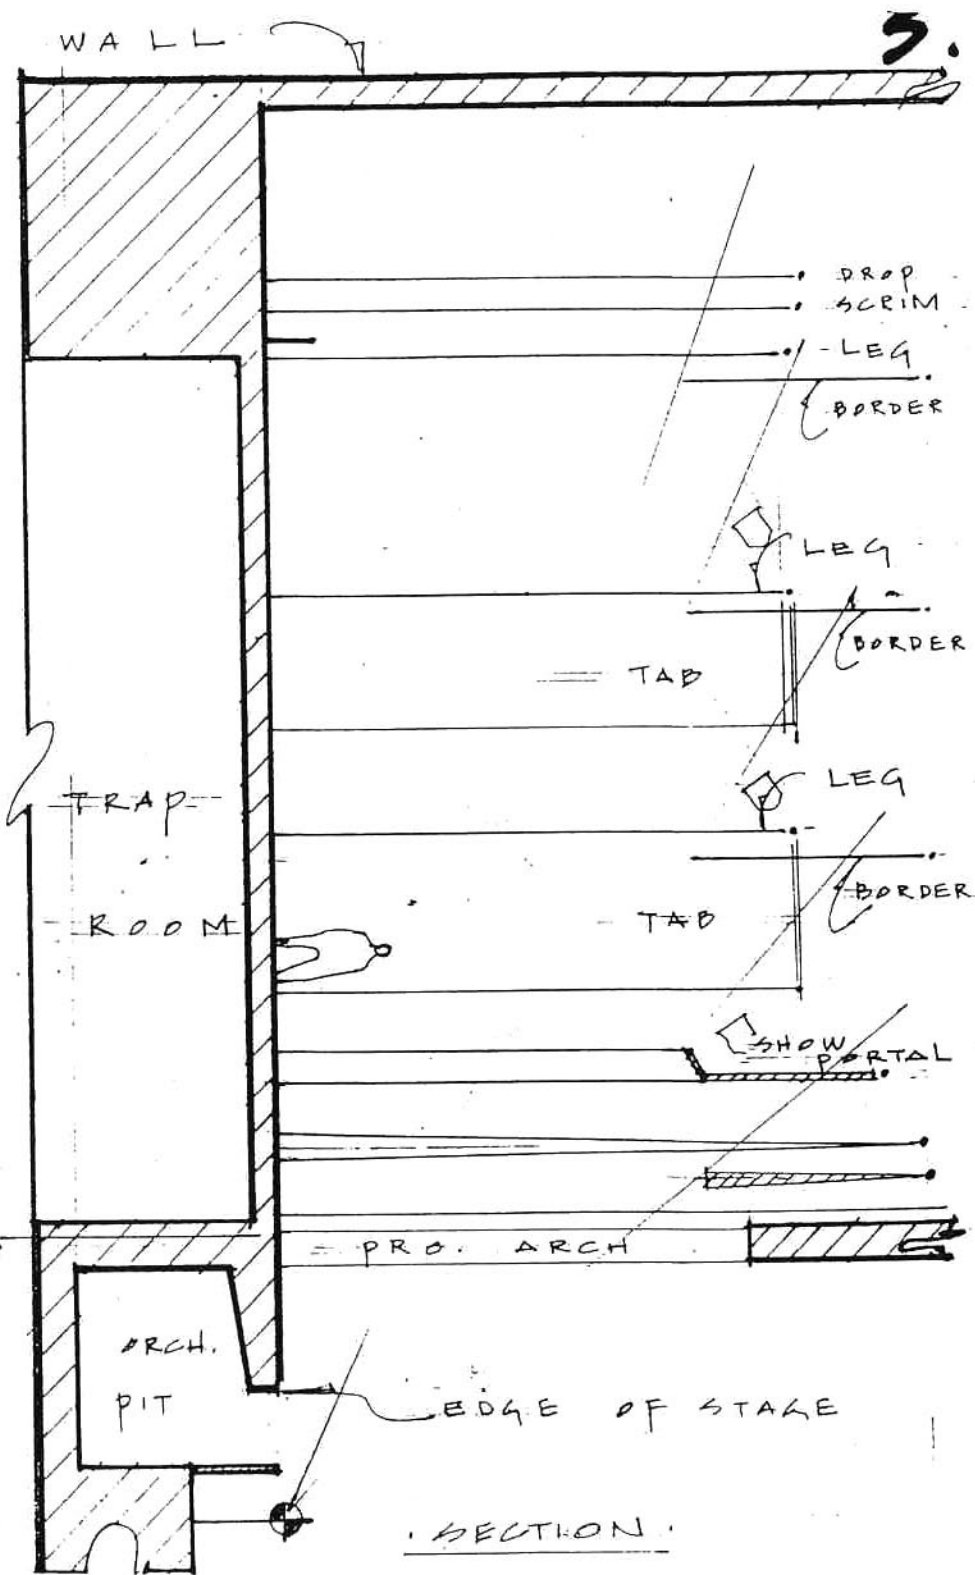 WALL
5.
DROP
SCRIM
LEG
BORDER
LEG
BORDER
TAB
LEG
TRAP
BORDER
ROOM
TAB
SHOW
PORTAL
PRO. ARCH
ORCH.
PIT
EDGE OF STAGE
. SECTION .